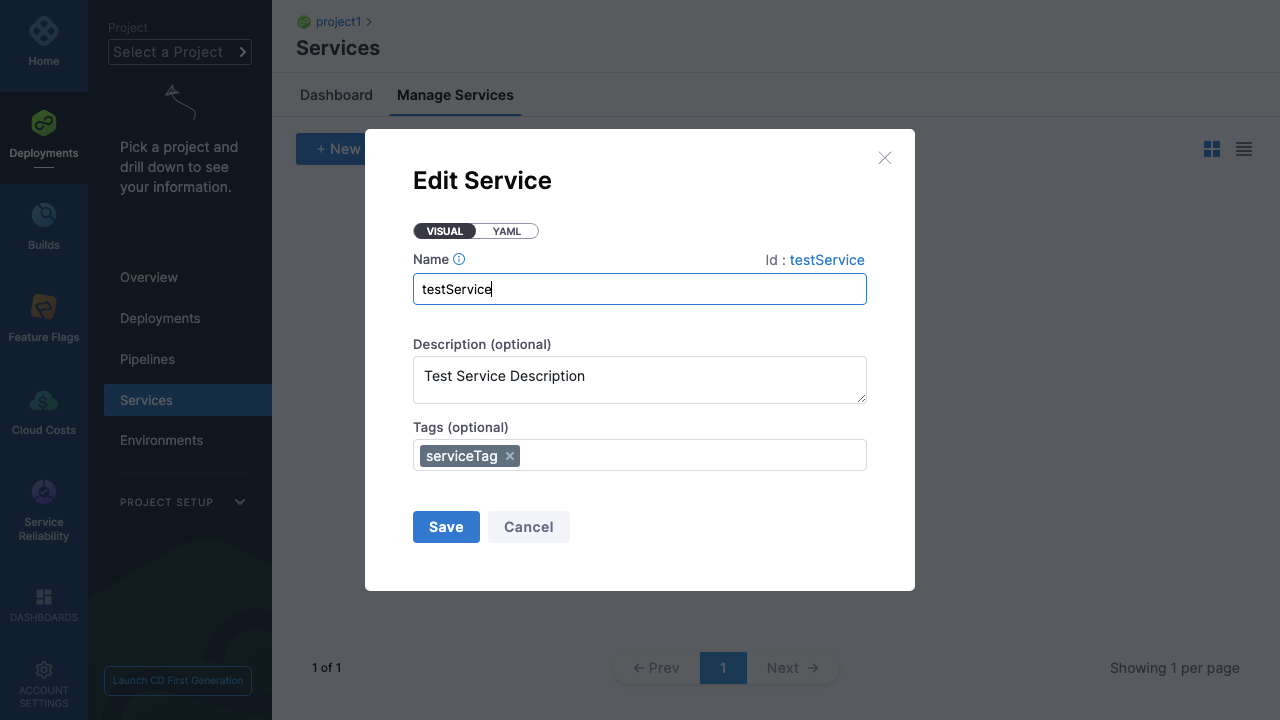 Home
Deployments
Builds
Feature Flags
Cloud Costs
Service
Reliability
DASHBOARDS
ACCOUNT
SETTINGS
Project
Select a Project
Pick a project and
drill down to see
your information.
Overview
Deployments
Pipelines
Services
Environments
PROJECT SETUP
Launch CD First Generation
project1
Services
Dashboard Manage Services
+ New
Edit Service
VISUAL YAML
Name Id : testService
testService
Description (optional)
Test Service Description
Tags (optional)
serviceTag
Save Cancel
1 of 1 Prev 1 Next Showing 1 per page